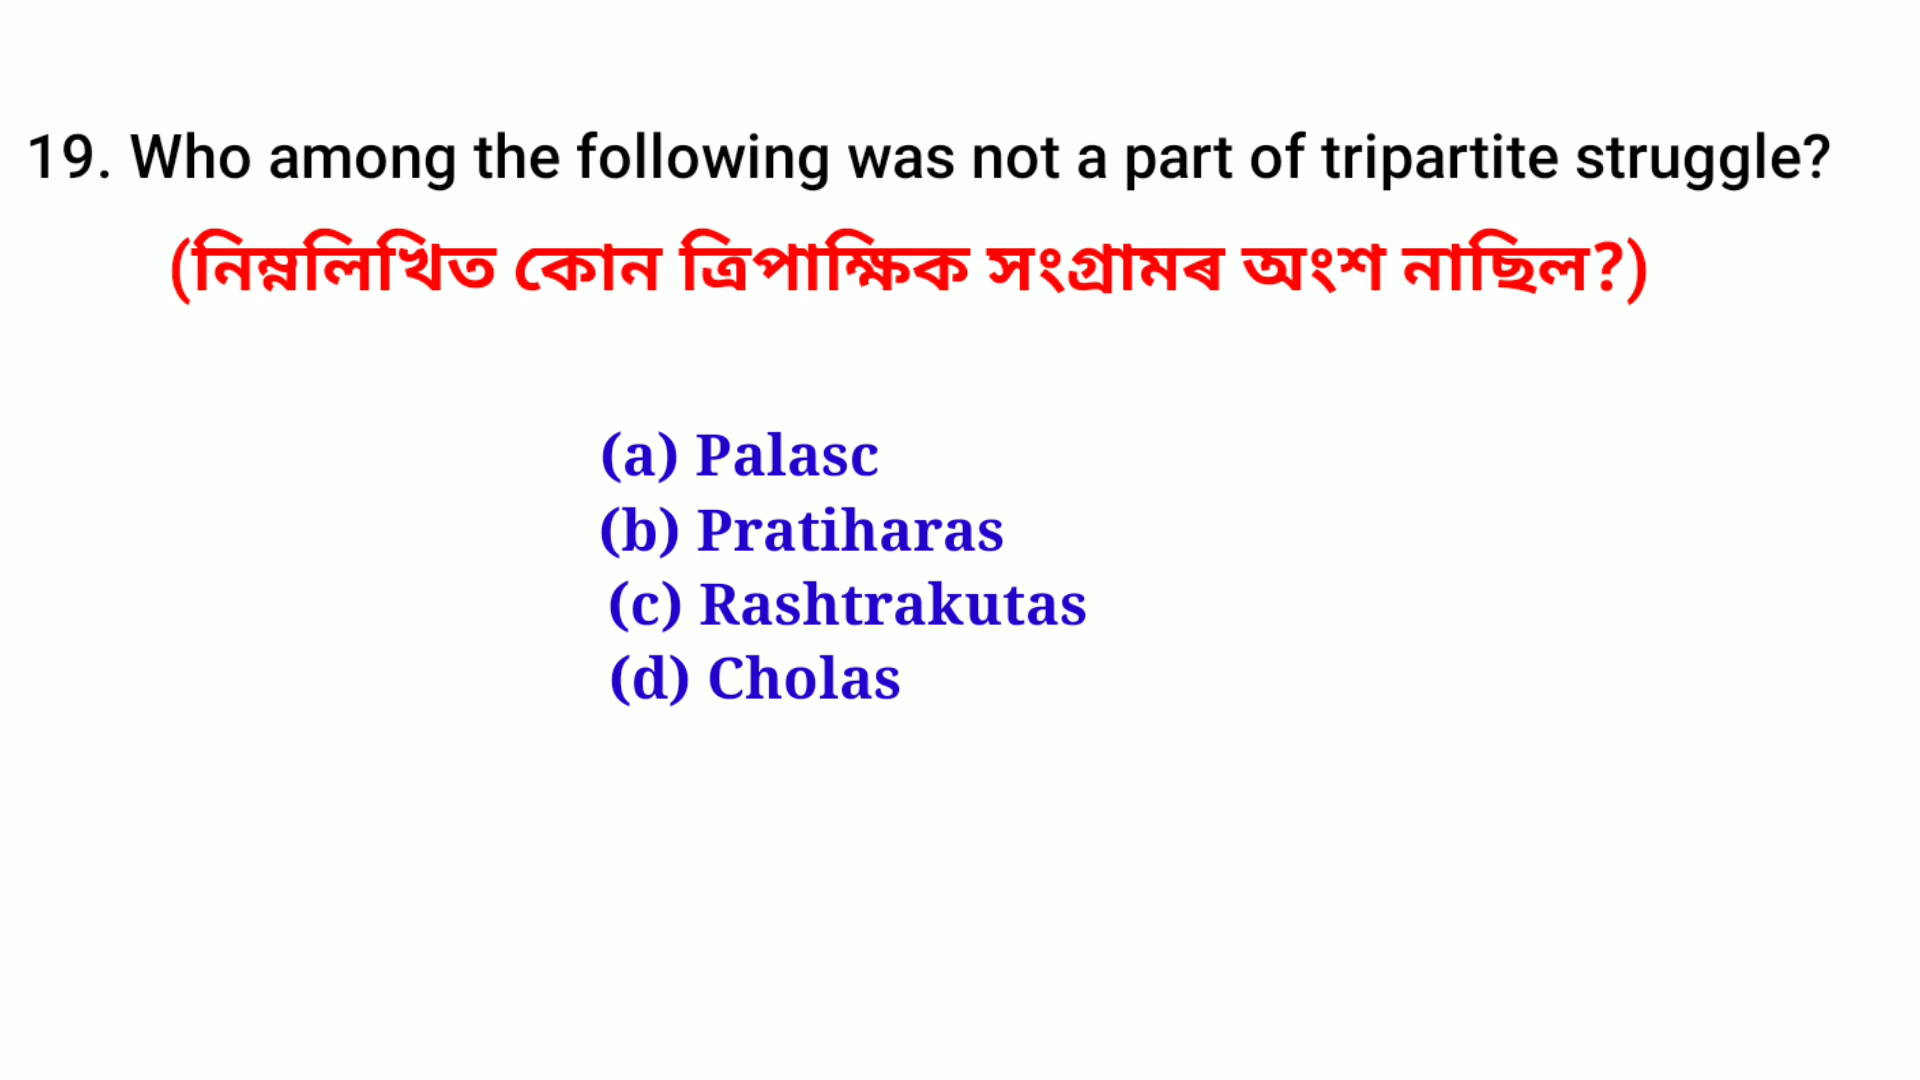 19. Who among the following was not a part of tripartite struggle?
(নিম্নলিখিত কোন ত্ৰিপাক্ষিক সংগ্ৰামৰ অংশ নাছিল?)
(a) Palasc
(b) Pratiharas
(c) Rashtrakutas
(d) Cholas